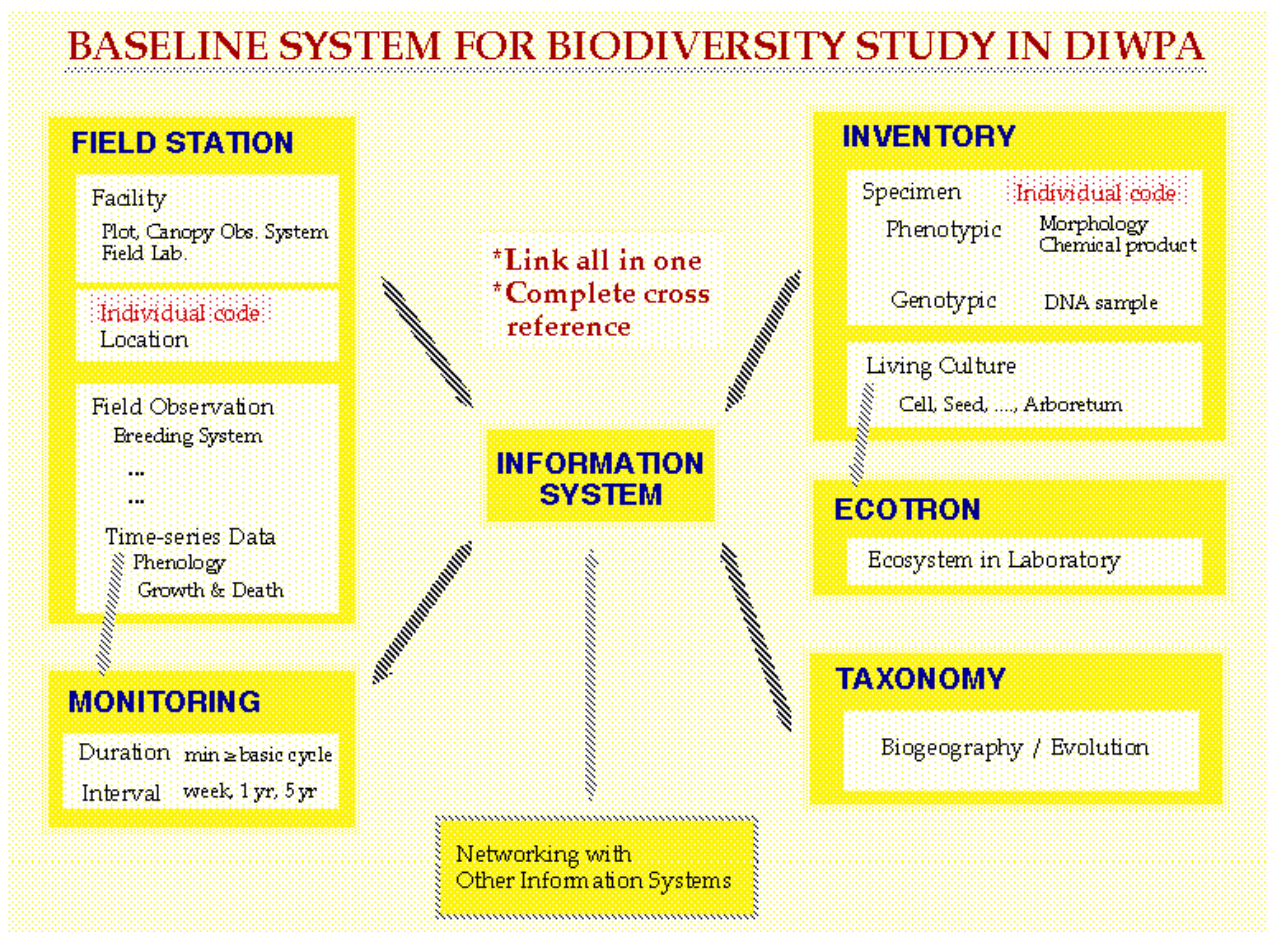 BASELINE SYSTEM FOR BIODIVERSITY STUDY IN DIWPA
FIELD STATION
Facility
Plot, Canopy Obs. System
Field Lab.
Individual code
Location
Field Observation
Breeding System
...
...
Time-series Data
Phenology
Growth & Death
MONITORING
Duration min ≥ basic cycle
Interval week, 1 yr, 5 yr
*Link all in one
*Complete cross
reference
INFORMATION
SYSTEM
Networking with
Other Information Systems
INVENTORY
Specimen Individual code
Phenotypic Morphology
Chemical product
Genotypic DNA sample
Living Culture
Cell, Seed, ...., Arboretum
ECOTRON
Ecosystem in Laboratory
TAXONOMY
Biogeography / Evolution